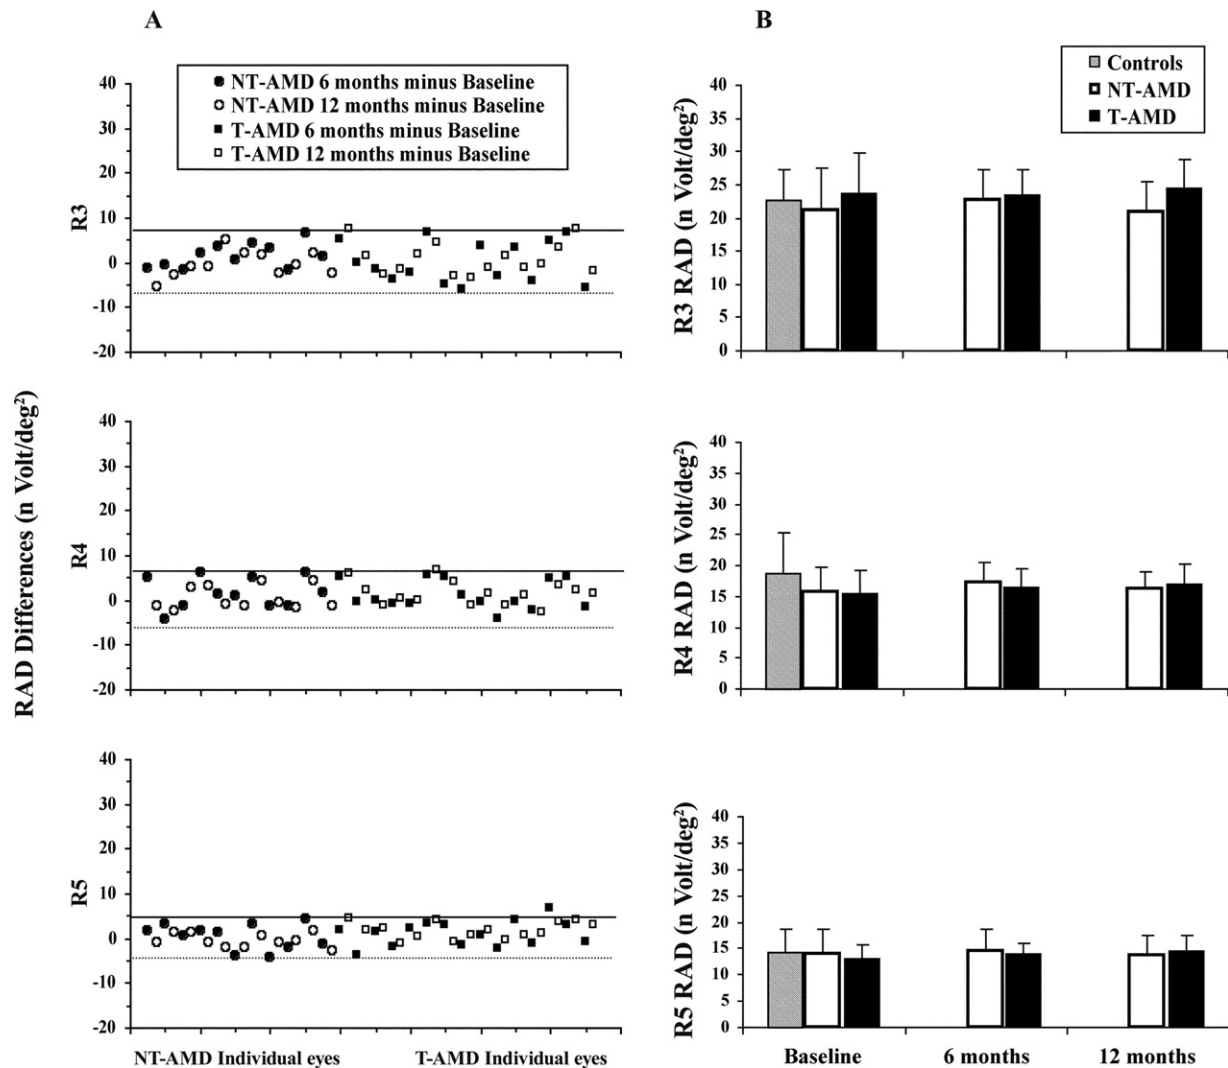 A
B
NT-AMD 6 months minus Baseline
NT-AMD 12 months minus Baseline
T-AMD 6 months minus Baseline
T-AMD 12 months minus Baseline
Controls
NT-AMD
T-AMD
RAD Differences (n Volt/deg²)
R3
40
30
20
10
0
-10
-20
R3 RAD (n Volt/deg²)
40
35
30
25
20
15
10
5
0
R4
40
30
20
10
0
-10
-20
R4 RAD (n Volt/deg²)
40
35
30
25
20
15
10
5
0
R5
40
30
20
10
0
-10
-20
R5 RAD (n Volt/deg²)
40
35
30
25
20
15
10
5
0
NT-AMD Individual eyes
T-AMD Individual eyes
Baseline
6 months
12 months